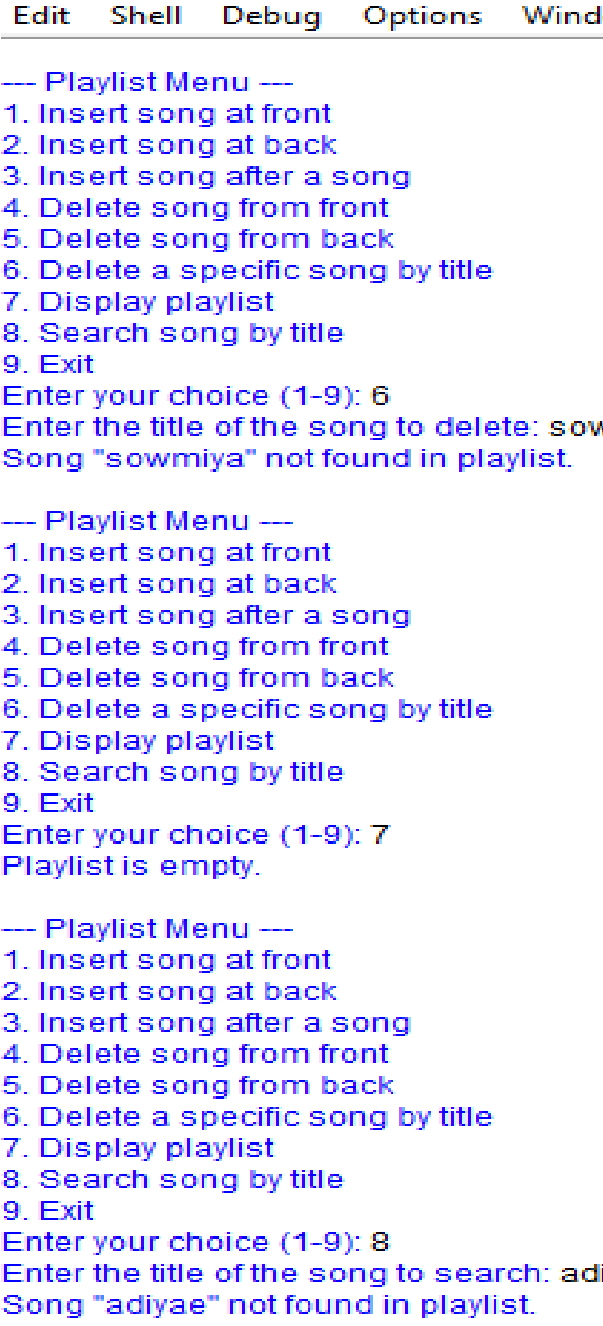 Edit Shell Debug Options Wind
--- Playlist Menu ---
1. Insert song at front
2. Insert song at back
3. Insert song after a song
4. Delete song from front
5. Delete song from back
6. Delete a specific song by title
7. Display playlist
8. Search song by title
9. Exit
Enter your choice (1-9): 6
Enter the title of the song to delete: sow
Song "sowmiya" not found in playlist.
--- Playlist Menu ---
1. Insert song at front
2. Insert song at back
3. Insert song after a song
4. Delete song from front
5. Delete song from back
6. Delete a specific song by title
7. Display playlist
8. Search song by title
9. Exit
Enter your choice (1-9): 7
Playlist is empty.
--- Playlist Menu ---
1. Insert song at front
2. Insert song at back
3. Insert song after a song
4. Delete song from front
5. Delete song from back
6. Delete a specific song by title
7. Display playlist
8. Search song by title
9. Exit
Enter your choice (1-9): 8
Enter the title of the song to search: adi
Song "adiyae" not found in playlist.